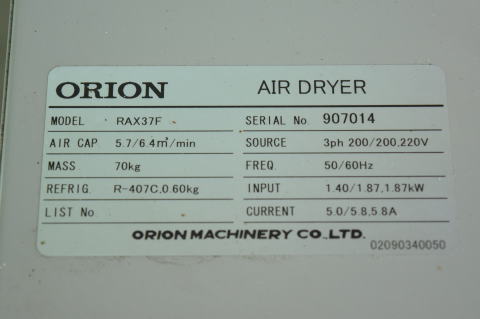 ORION AIR DRYER
MODEL RAX37F SERIAL No. 907014
AIR CAP. 5.7/6.4㎥/min SOURCE 3ph 200/200,220V
MASS 70kg FREQ. 50/60Hz
REFRIG. R-407C,0.60kg INPUT 1.40/1.87,1.87kW
LIST No. CURRENT 5.0/5.8,5.8A
ORION MACHINERY CO.,LTD.
02090340050